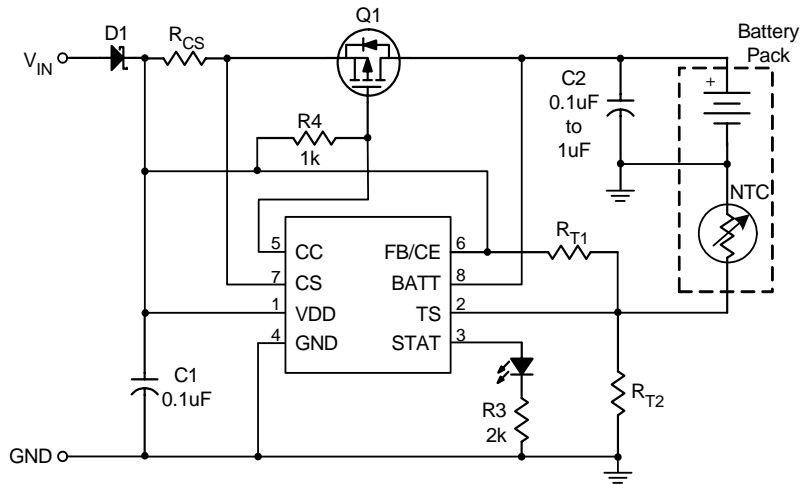 Q1
D1
R_CS
V_IN
Battery
Pack
C2
0.1uF
to
1uF
+
R4
1k
NTC
R_T1
5
CC
FB/CE
6
7
CS
BATT
8
1
VDD
TS
2
4
GND
STAT
3
C1
0.1uF
R3
2k
R_T2
GND